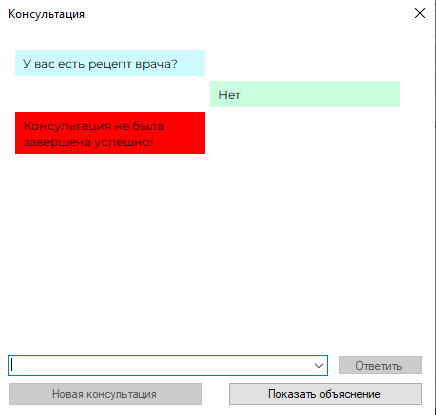 Консультация
У вас есть рецепт врача?
Нет
Консультация не была
завершена успешно!
Ответить
Новая консультация
Показать объяснение